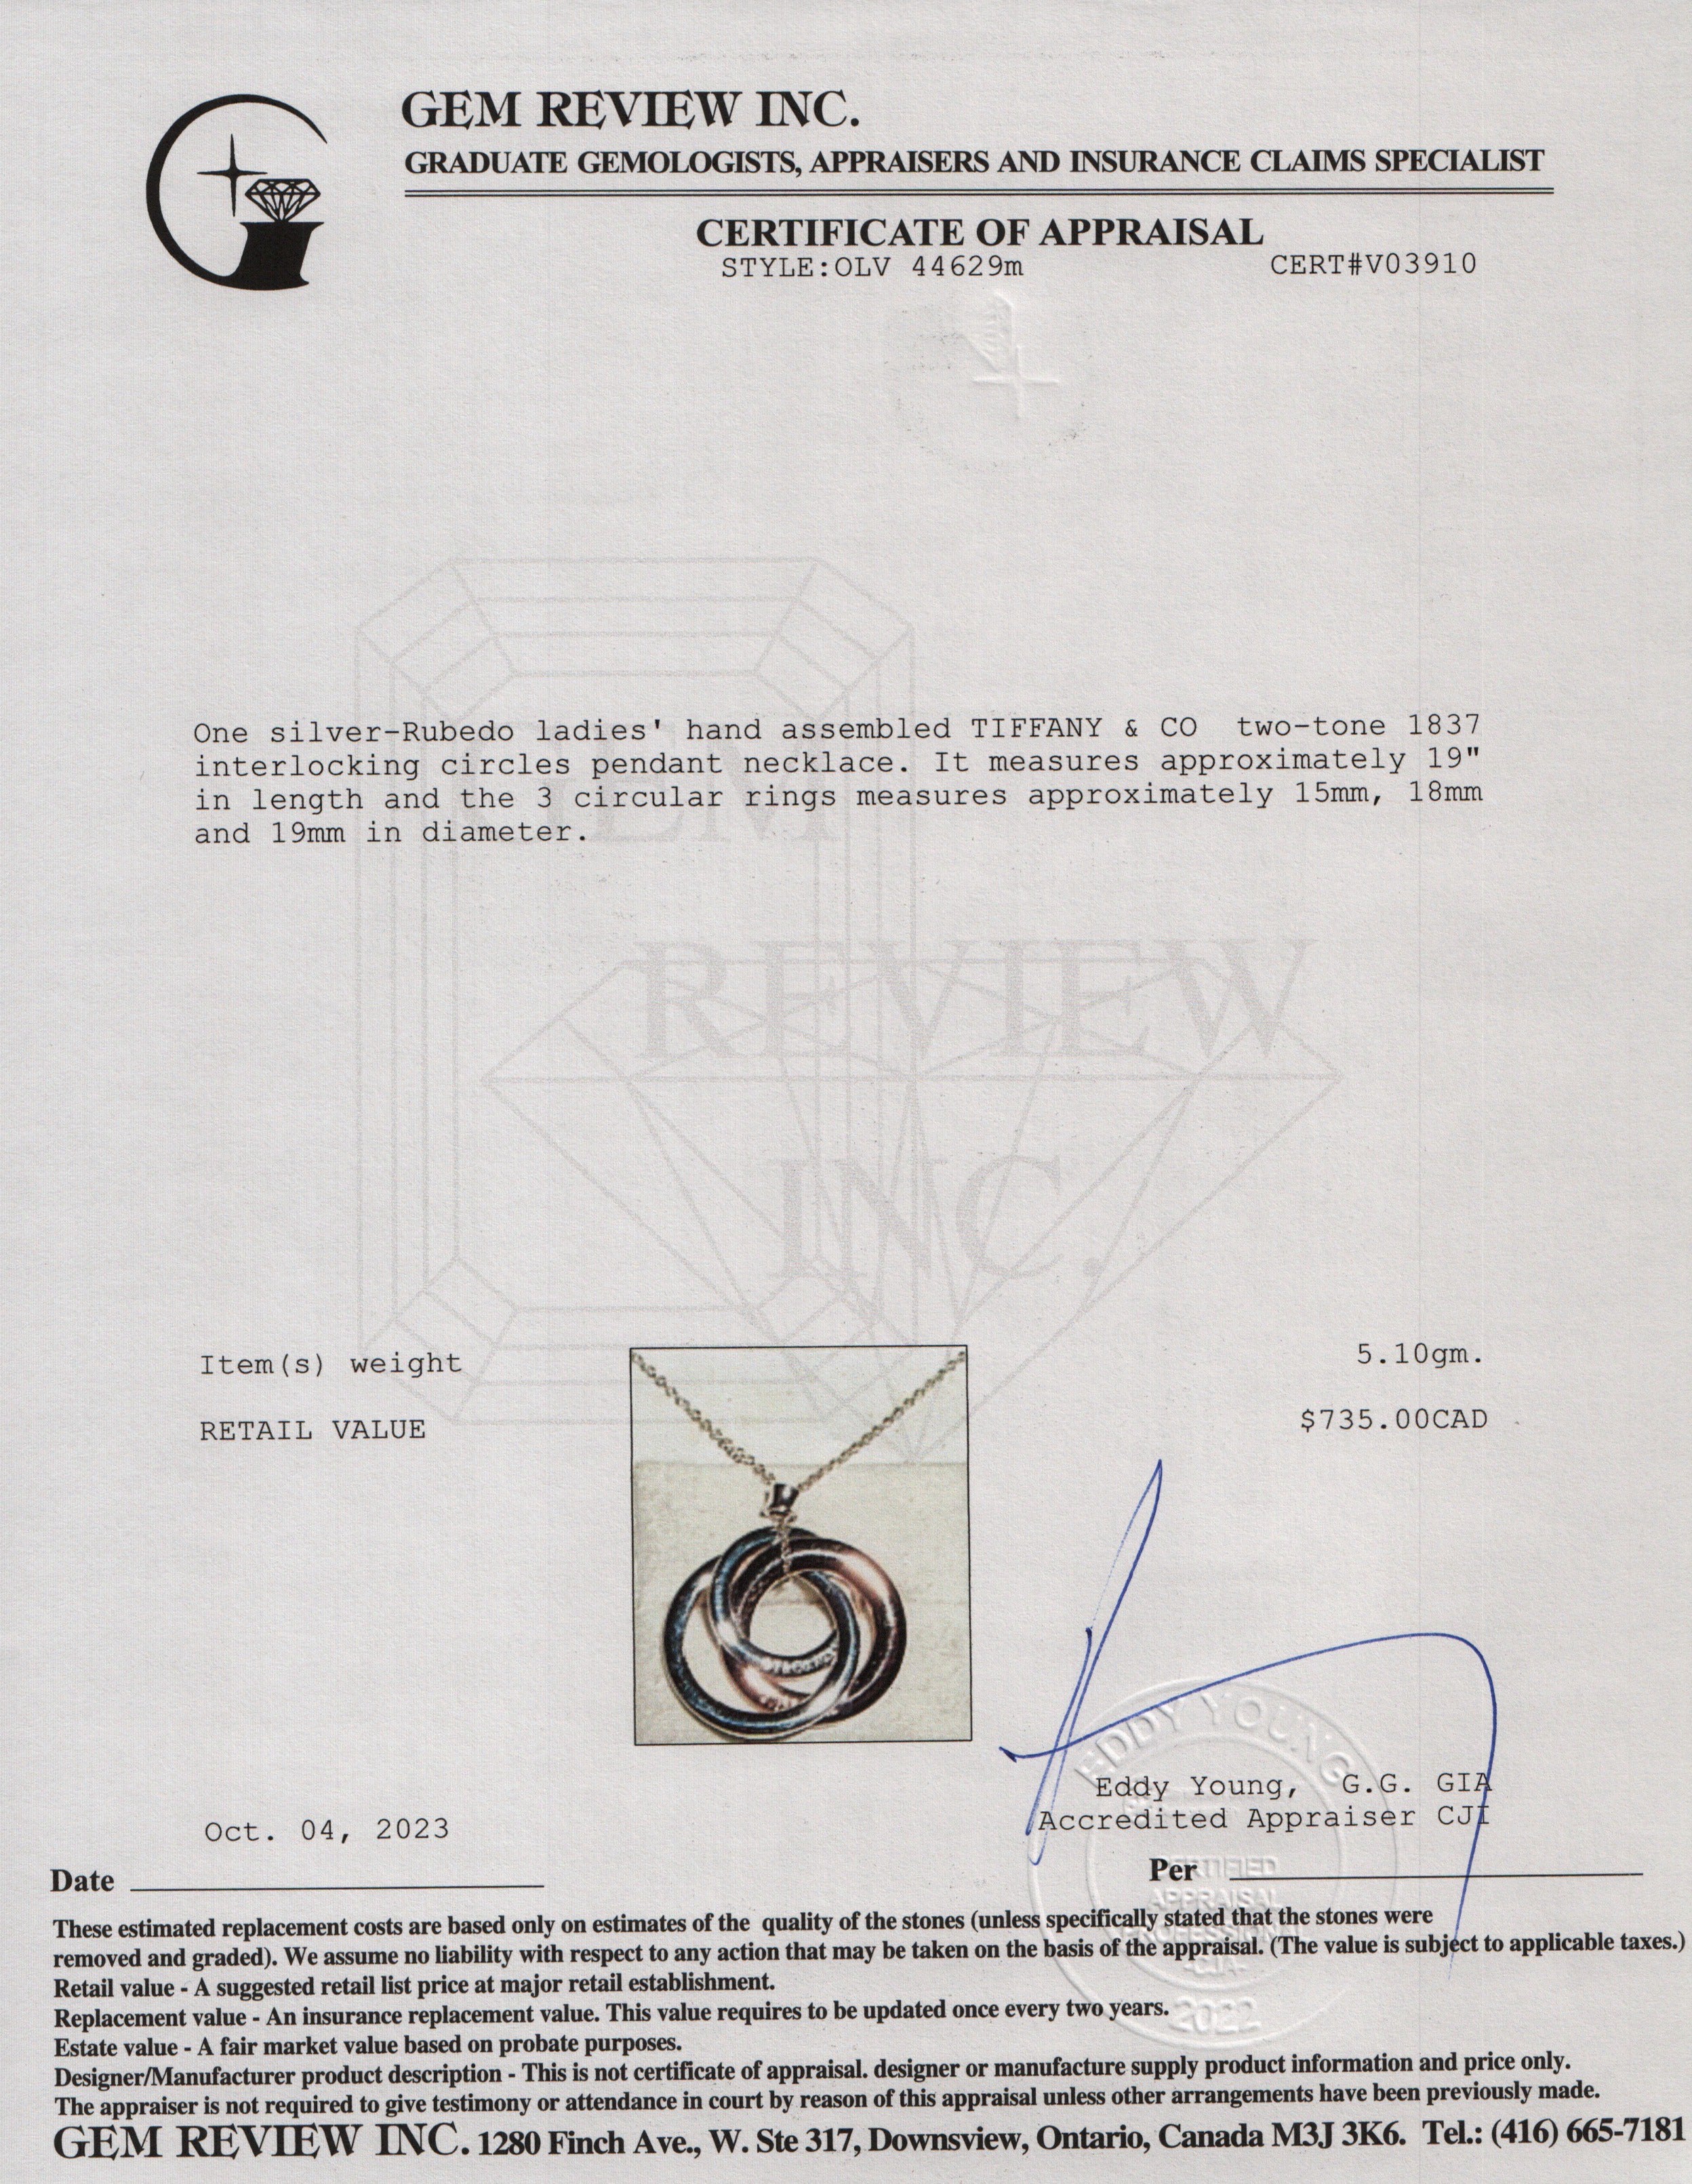 GEM REVIEW INC.
GRADUATE GEMOLOGISTS, APPRAISERS AND INSURANCE CLAIMS SPECIALIST
CERTIFICATE OF APPRAISAL
STYLE:OLV 44629m
CERT#V03910
One silver-Rubedo ladies' hand assembled TIFFANY & CO two-tone 1837
interlocking circles pendant necklace. It measures approximately 19"
in length and the 3 circular rings measures approximately 15mm, 18mm
and 19mm in diameter.
GEM
REVIEW
INC.
Item(s) weight 5.10gm.
RETAIL VALUE $735.00CAD
EDDY YOUNG
Eddy Young, G.G. GIA
Accredited Appraiser CJI
Oct. 04, 2023
Date
Per
CERTIFIED
APPRAISAL
PROFESSIONAL
-CJA-
2022
These estimated replacement costs are based only on estimates of the quality of the stones (unless specifically stated that the stones were
removed and graded). We assume no liability with respect to any action that may be taken on the basis of the appraisal. (The value is subject to applicable taxes.)
Retail value - A suggested retail list price at major retail establishment.
Replacement value - An insurance replacement value. This value requires to be updated once every two years.
Estate value - A fair market value based on probate purposes.
Designer/Manufacturer product description - This is not certificate of appraisal. designer or manufacture supply product information and price only.
The appraiser is not required to give testimony or attendance in court by reason of this appraisal unless other arrangements have been previously made.
GEM REVIEW INC. 1280 Finch Ave., W. Ste 317, Downsview, Ontario, Canada M3J 3K6. Tel.: (416) 665-7181